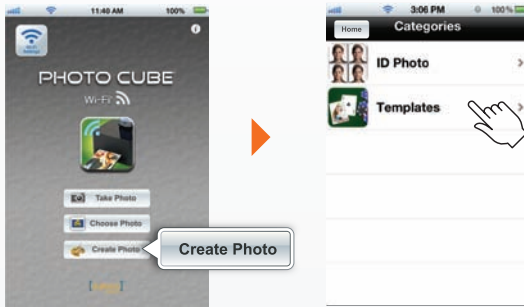 11:40 AM 100%
PHOTO CUBE
Wi-Fi
Take Photo
Choose Photo
Create Photo
Create Photo
3:06 PM 100%
Home
Categories
ID Photo
Templates